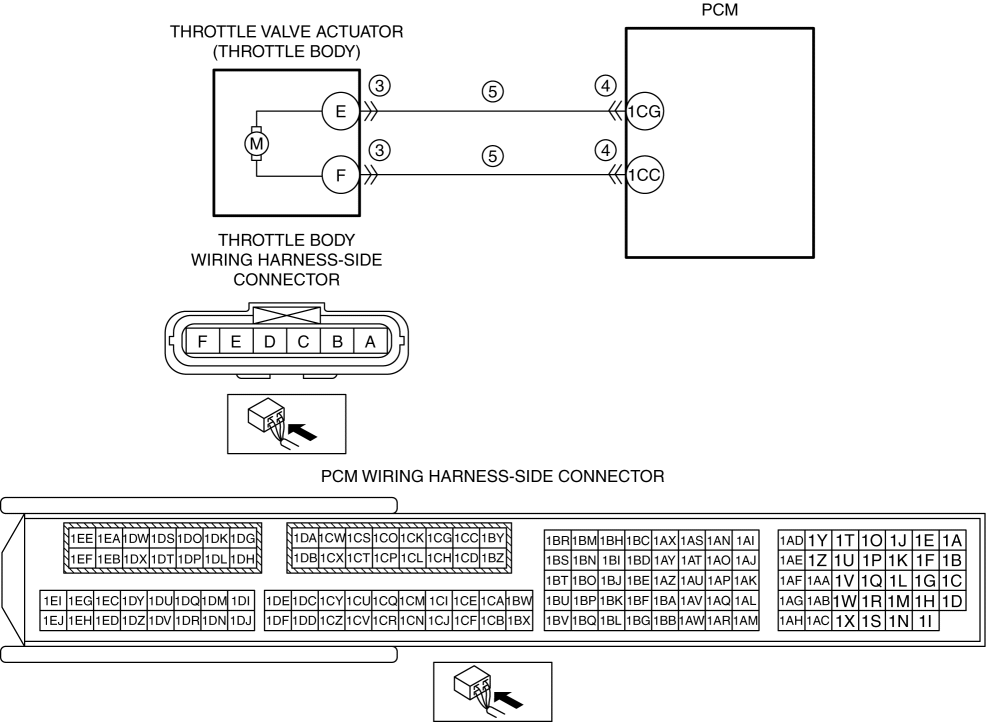 PCM
THROTTLE VALVE ACTUATOR
(THROTTLE BODY)
3 5 4
E 1CG
M
3 5 4
F 1CC
THROTTLE BODY
WIRING HARNESS-SIDE
CONNECTOR
F E D C B A
PCM WIRING HARNESS-SIDE CONNECTOR
1EE 1EA 1DW 1DS 1DO 1DK 1DG 1DA 1CW 1CS 1CO 1CK 1CG 1CC 1BY 1BR 1BM 1BH 1BC 1AX 1AS 1AN 1AI 1AD 1Y 1T 1O 1J 1E 1A
1EF 1EB 1DX 1DT 1DP 1DL 1DH 1DB 1CX 1CT 1CP 1CL 1CH 1CD 1BZ 1BS 1BN 1BI 1BD 1AY 1AT 1AO 1AJ 1AE 1Z 1U 1P 1K 1F 1B
1BT 1BO 1BJ 1BE 1AZ 1AU 1AP 1AK 1AF 1AA 1V 1Q 1L 1G 1C
1EI 1EG 1EC 1DY 1DU 1DQ 1DM 1DI 1DE 1DC 1CY 1CU 1CQ 1CM 1CI 1CE 1CA 1BW 1BU 1BP 1BK 1BF 1BA 1AV 1AQ 1AL 1AG 1AB 1W 1R 1M 1H 1D
1EJ 1EH 1ED 1DZ 1DV 1DR 1DN 1DJ 1DF 1DD 1CZ 1CV 1CR 1CN 1CJ 1CF 1CB 1BX 1BV 1BQ 1BL 1BG 1BB 1AW 1AR 1AM 1AH 1AC 1X 1S 1N 1I